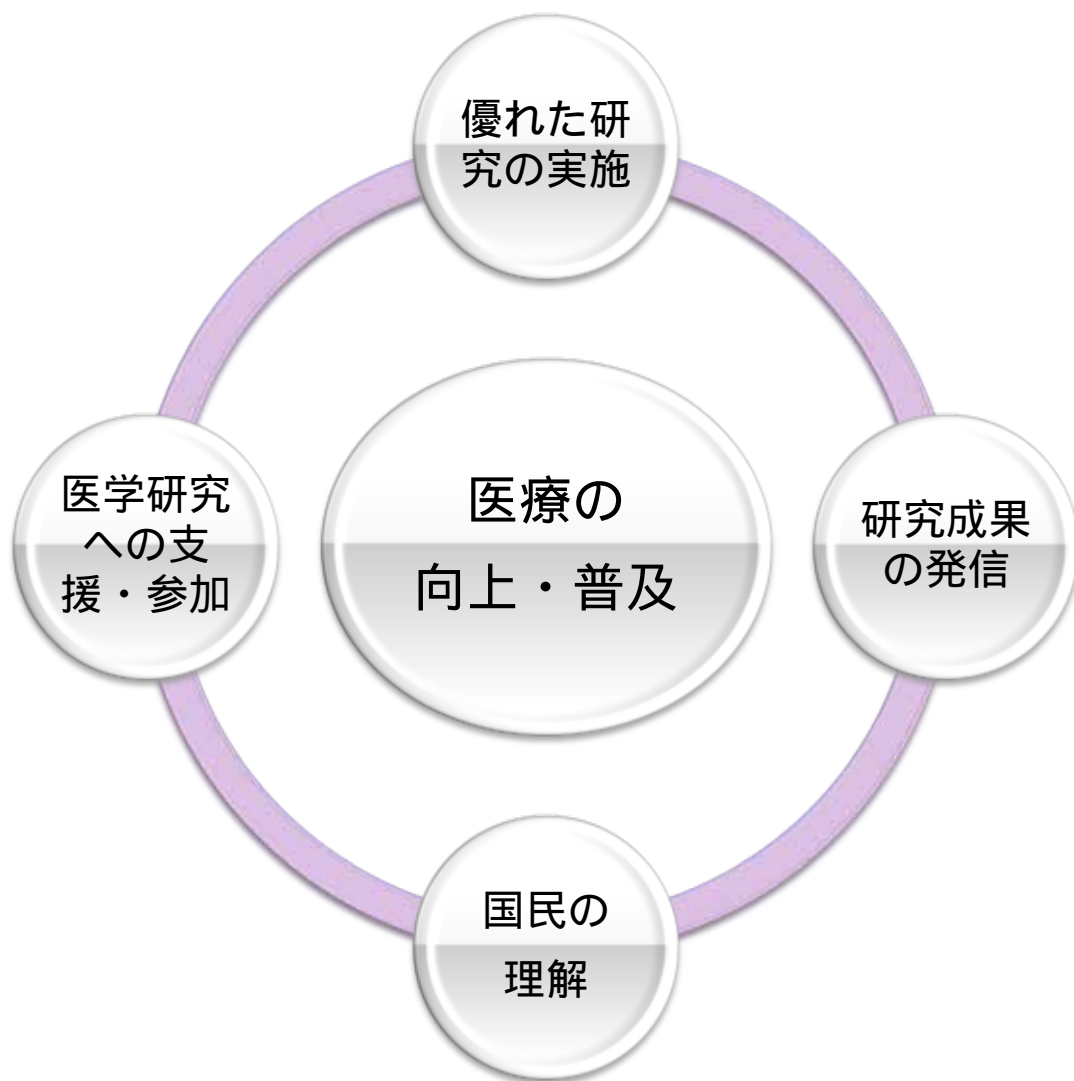 優れた研
究の実施
医学研究
への支
援・参加
医療の
向上・普及
研究成果
の発信
国民の
理解